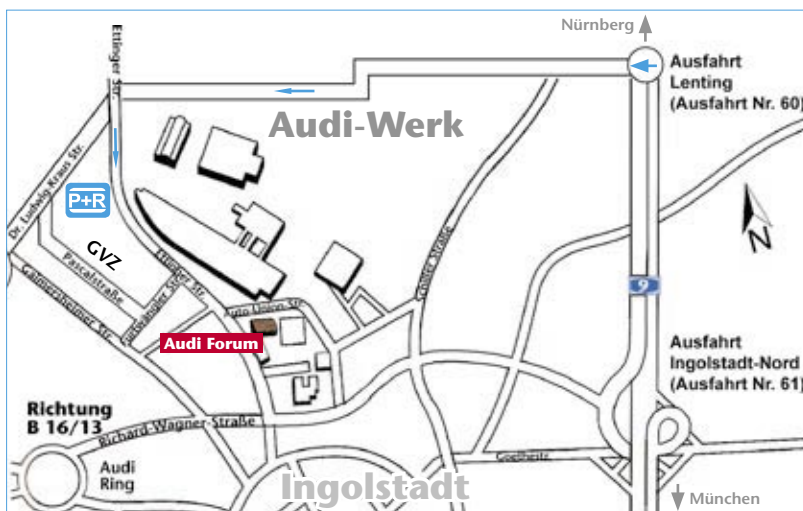 Nürnberg
Ausfahrt
Lenting
(Ausfahrt Nr. 60)
Ettinger Str.
Audi-Werk
Dr. Ludwig-Kraus Str.
P+R
GVZ
Pascalstraße
Ettinger Str.
Gaimersheimer Str.
Furtwängler Str.
Auto Union Str.
Audi Forum
N
9
Ausfahrt
Ingolstadt-Nord
(Ausfahrt Nr. 61)
Richtung
B 16/13
Richard-Wagner-Straße
Audi
Ring
Goethestr.
Ingolstadt
München